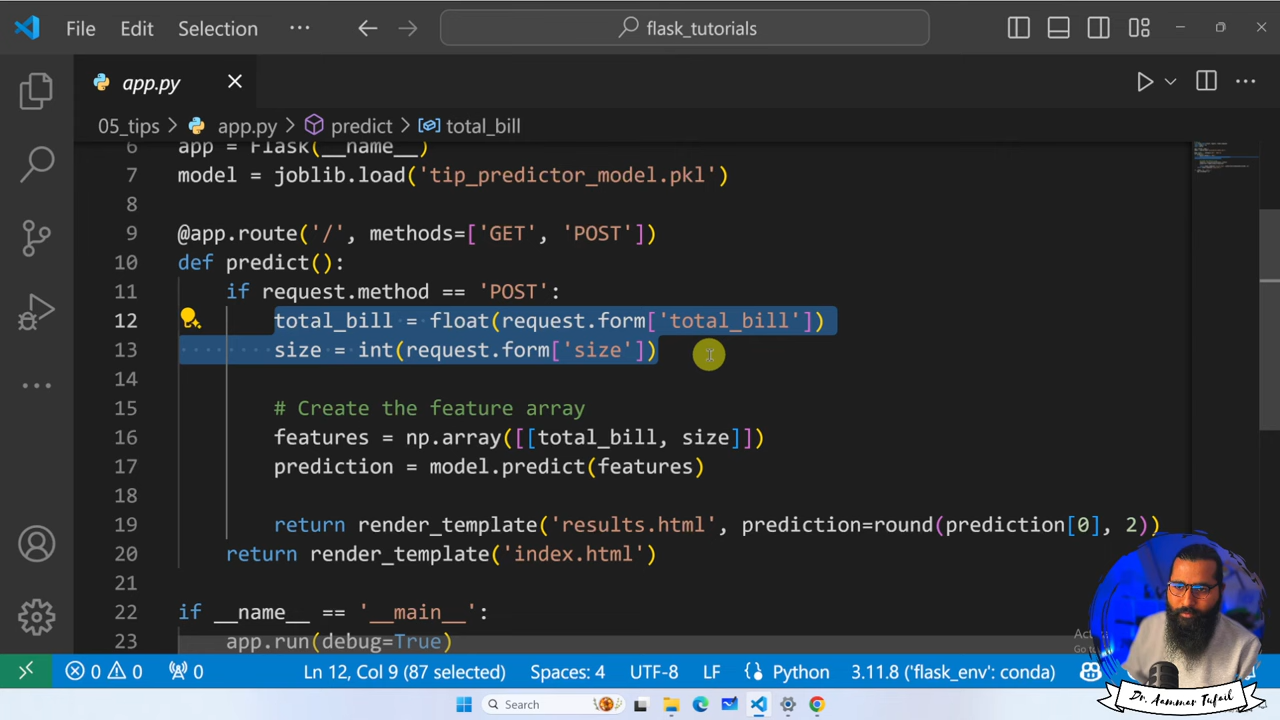 File Edit Selection ··· flask_tutorials
app.py
05_tips > app.py > predict > total_bill
6 app = Flask(__name__)
7 model = joblib.load('tip_predictor_model.pkl')
8
9 @app.route('/', methods=['GET', 'POST'])
10 def predict():
11 if request.method == 'POST':
12 total_bill = float(request.form['total_bill'])
13 size = int(request.form['size'])
14
15 # Create the feature array
16 features = np.array([[total_bill, size]])
17 prediction = model.predict(features)
18
19 return render_template('results.html', prediction=round(prediction[0], 2))
20 return render_template('index.html')
21
22 if __name__ == '__main__':
23 app.run(debug=True)
0 0 0 Ln 12, Col 9 (87 selected) Spaces: 4 UTF-8 LF Python 3.11.8 ('flask_env': conda)
Search
Dr. Aammar Tufail